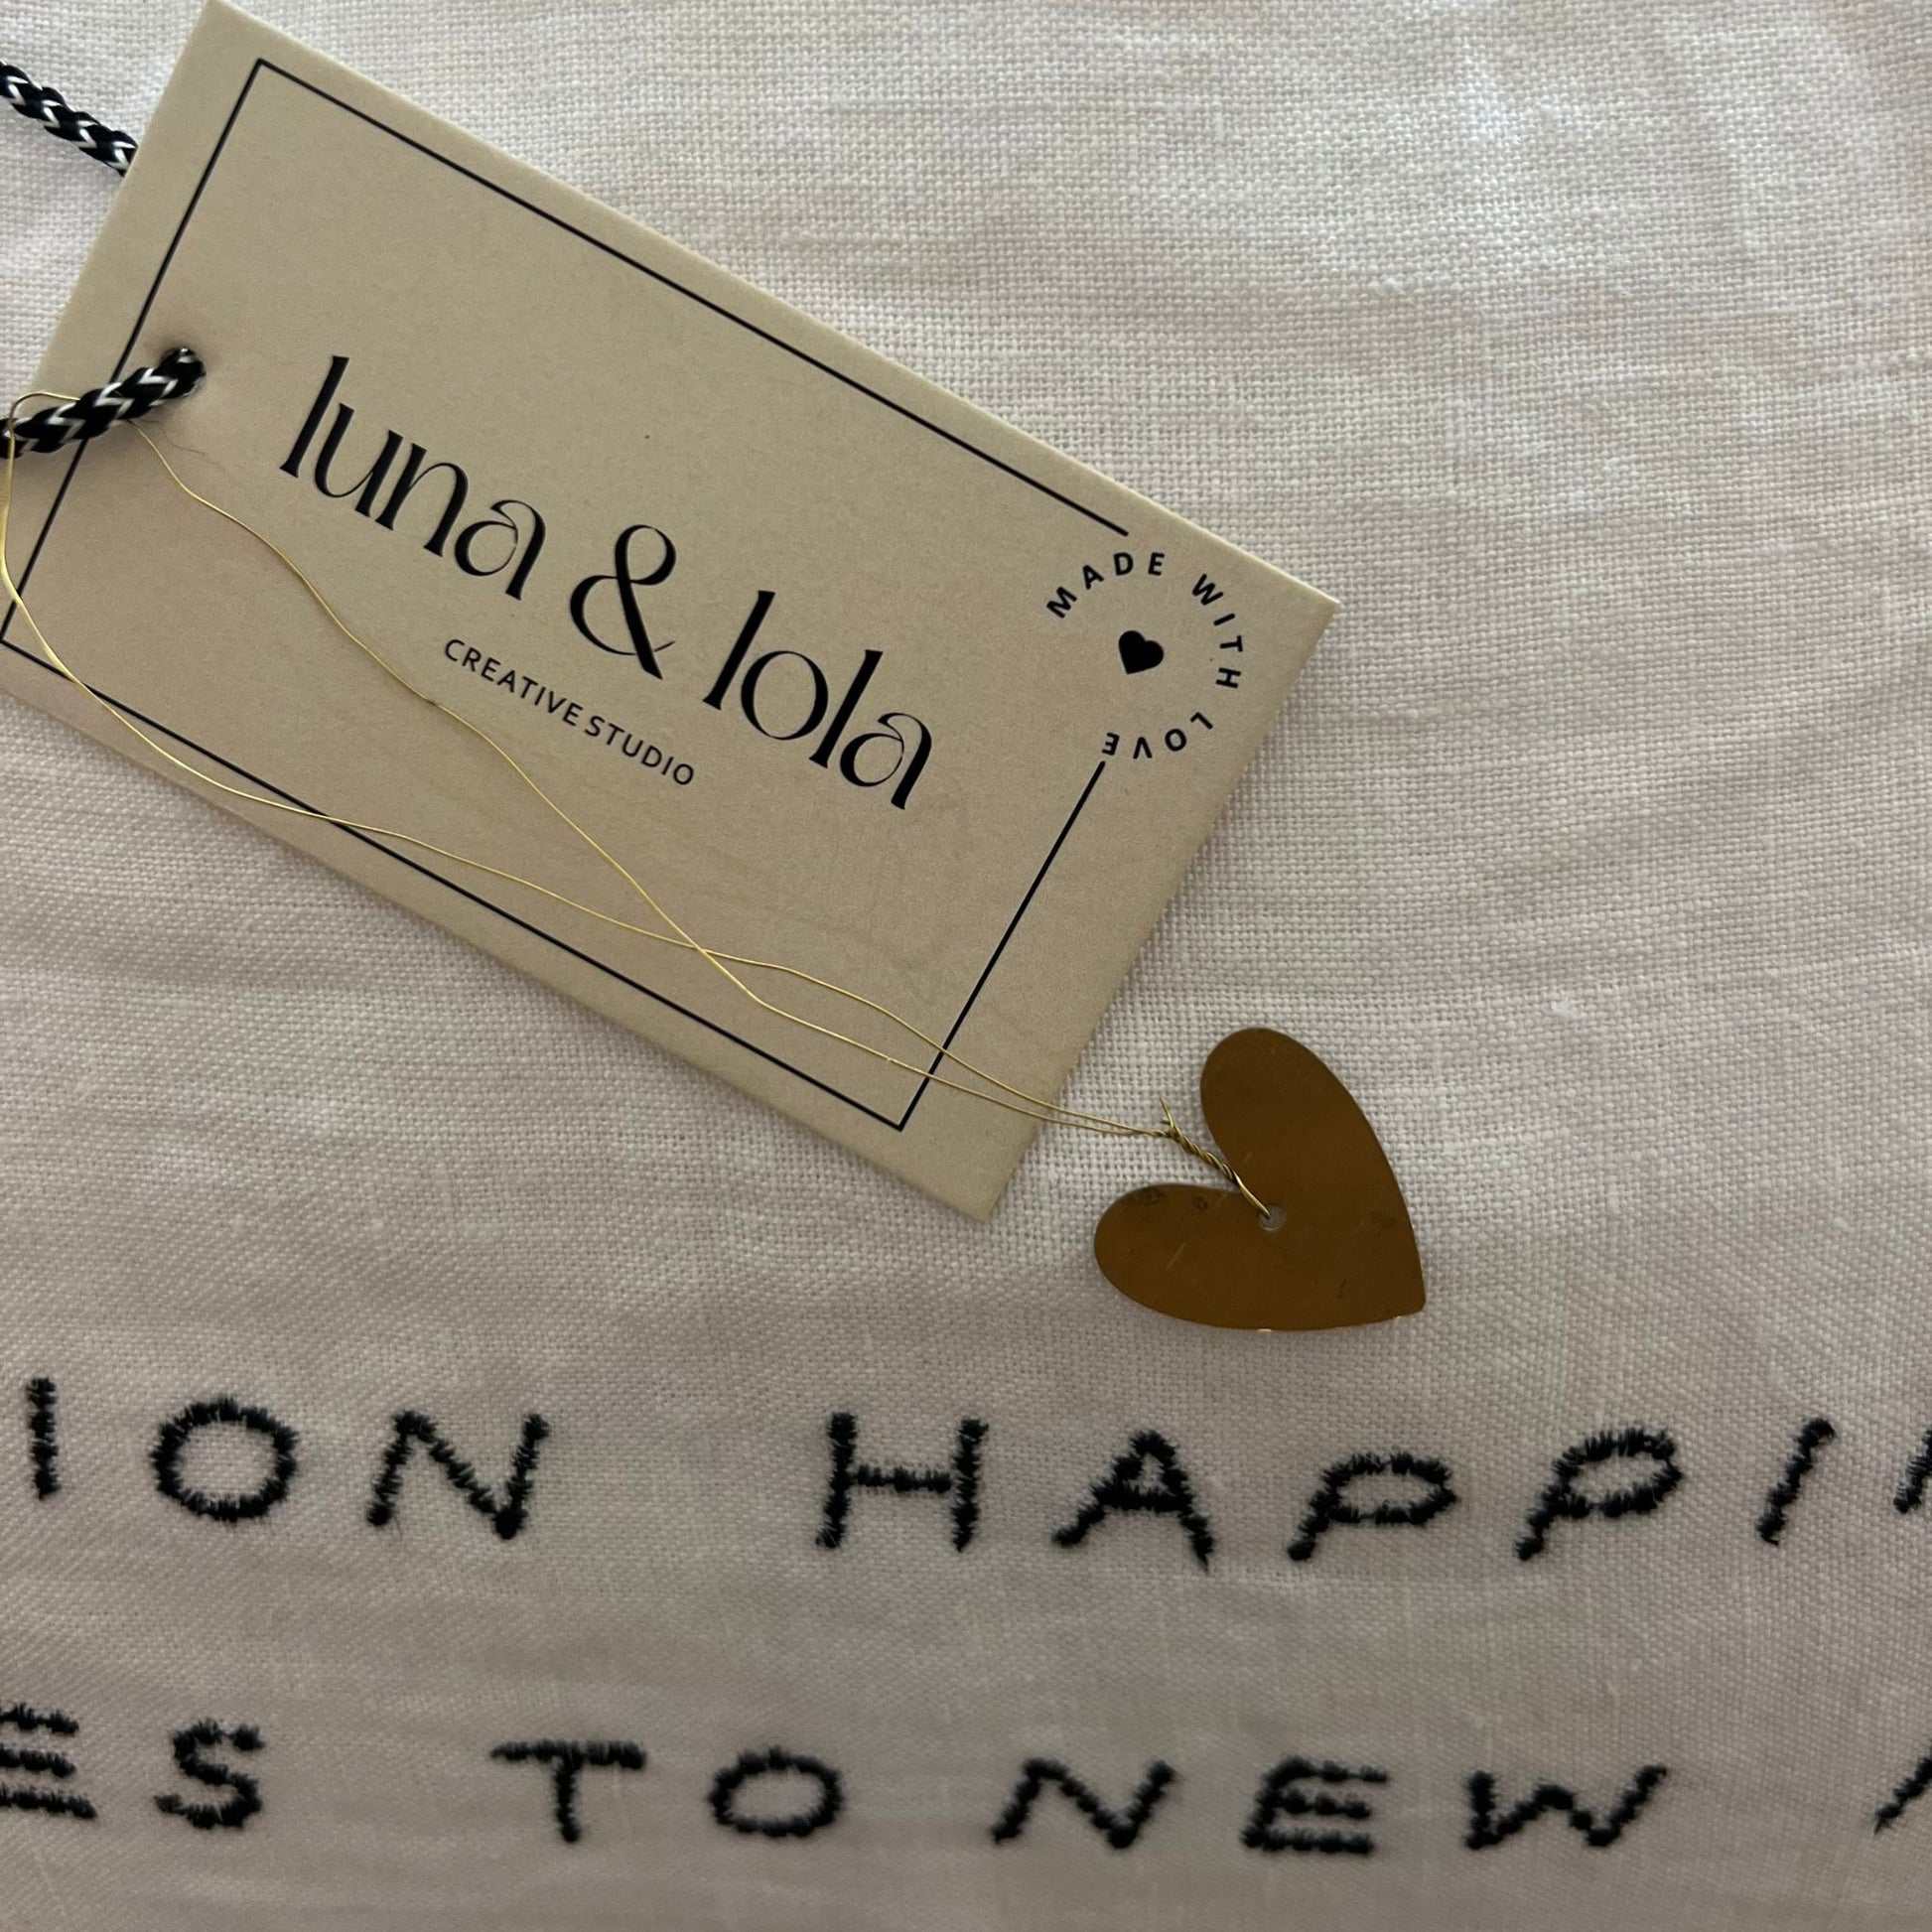 luna & lola
CREATIVE STUDIO
MADE WITH LOVE
ION HAPPI
ES TO NEW